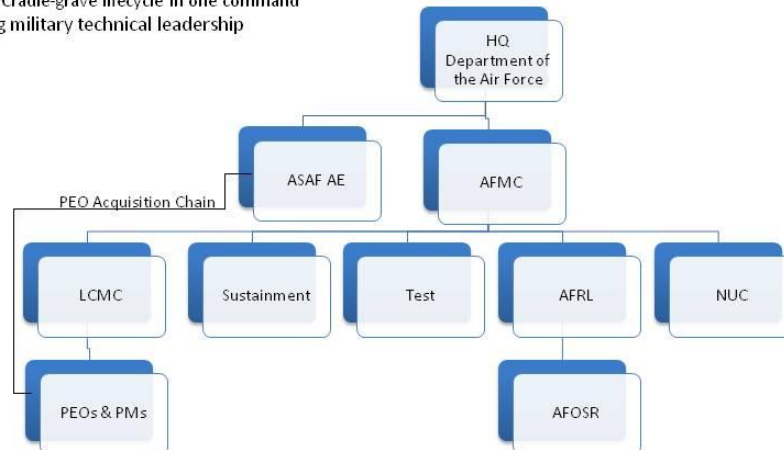 Cradle-grave lifecycle in one command
g military technical leadership
HQ
Department of
the Air Force
ASAF AE
AFMC
PEO Acquisition Chain
LCMC
Sustainment
Test
AFRL
NUC
PEOs & PMs
AFOSR